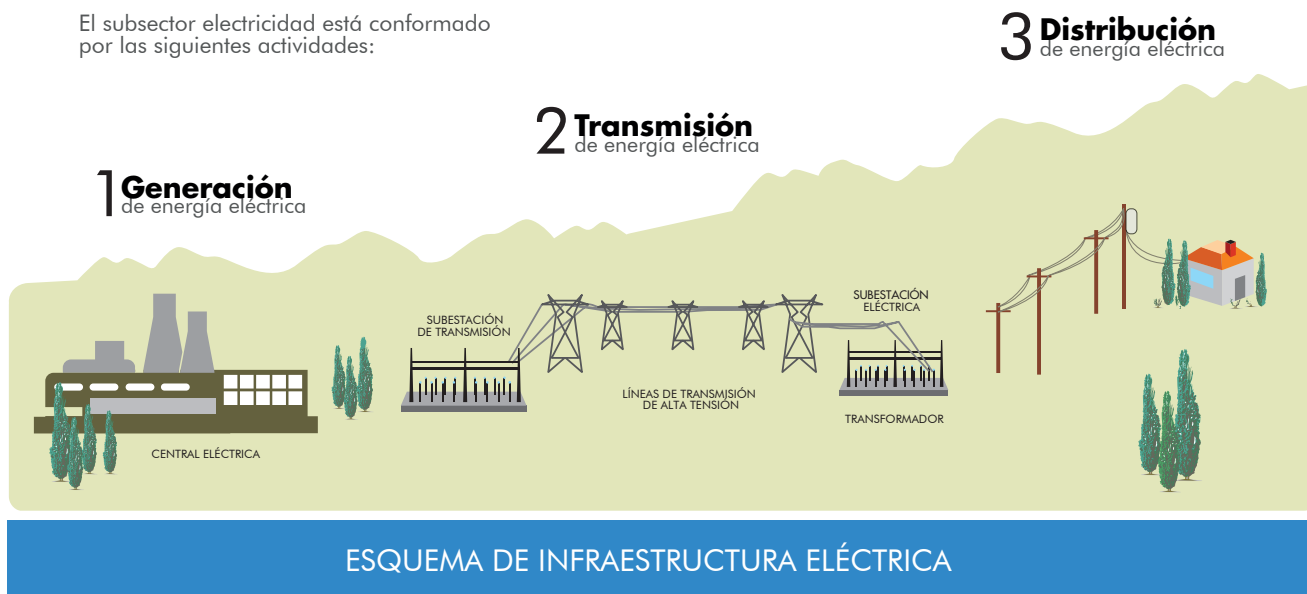 El subsector electricidad está conformado
por las siguientes actividades:
1 Generación
de energía eléctrica
2 Transmisión
de energía eléctrica
3 Distribución
de energía eléctrica
CENTRAL ELÉCTRICA
SUBESTACIÓN
DE TRANSMISIÓN
LÍNEAS DE TRANSMISIÓN
DE ALTA TENSIÓN
SUBESTACIÓN
ELÉCTRICA
TRANSFORMADOR
ESQUEMA DE INFRAESTRUCTURA ELÉCTRICA